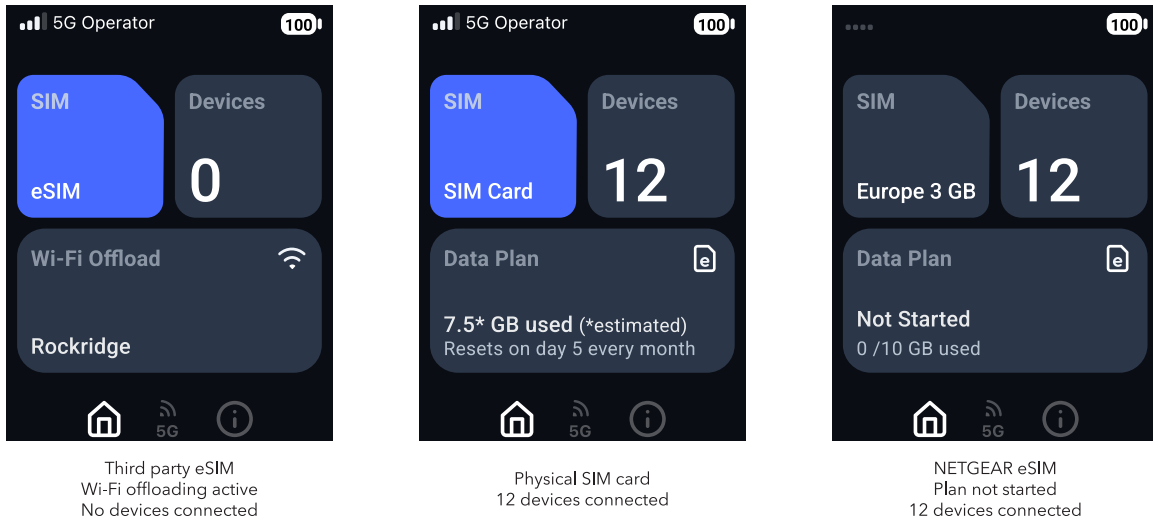 5G Operator
100
SIM
Devices
eSIM
0
Wi-Fi Offload
Rockridge
5G
Third party eSIM
Wi-Fi offloading active
No devices connected
5G Operator
100
SIM
Devices
SIM Card
12
Data Plan
e
7.5* GB used (*estimated)
Resets on day 5 every month
5G
Physical SIM card
12 devices connected
100
SIM
Devices
Europe 3 GB
12
Data Plan
e
Not Started
0 /10 GB used
5G
NETGEAR eSIM
Plan not started
12 devices connected